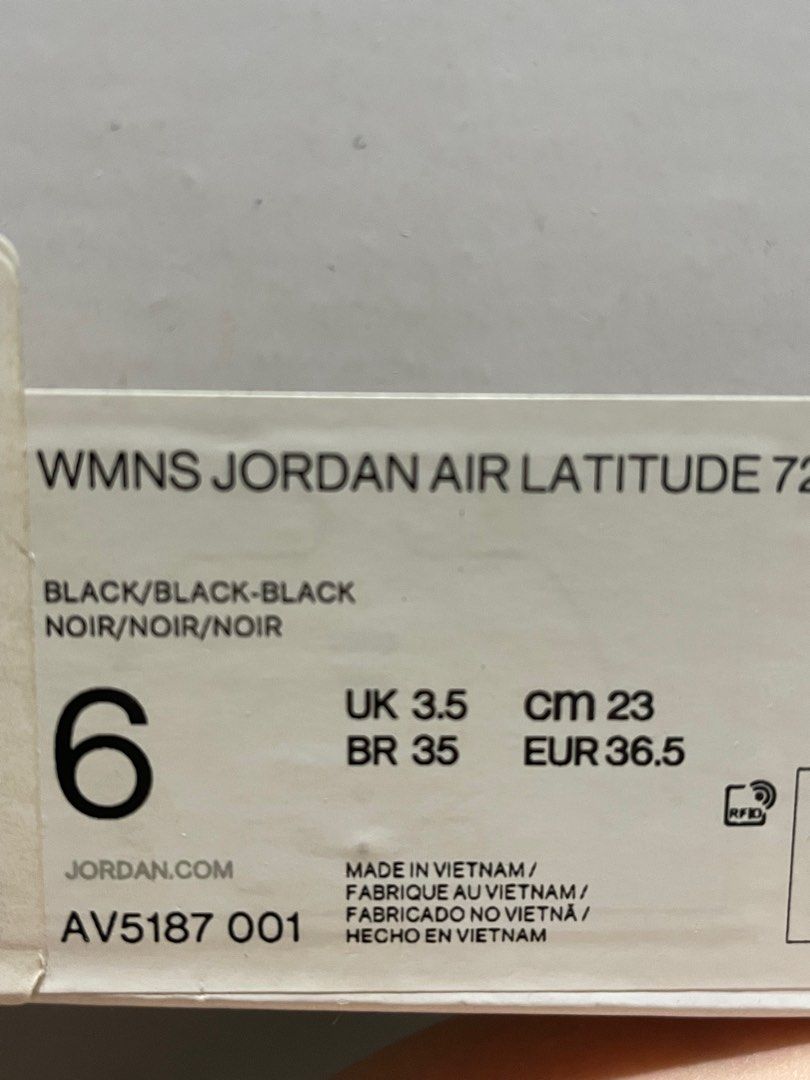 WMNS JORDAN AIR LATITUDE 72
BLACK/BLACK-BLACK
NOIR/NOIR/NOIR
6
UK 3.5 cm 23
BR 35 EUR 36.5
RFID
JORDAN.COM
AV5187 001
MADE IN VIETNAM /
FABRIQUE AU VIETNAM /
FABRICADO NO VIETNÃ /
HECHO EN VIETNAM